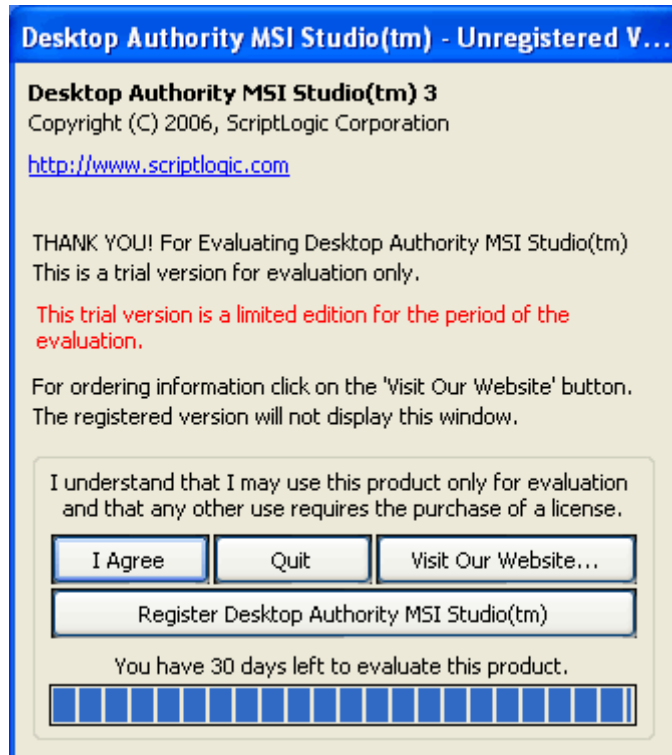 Desktop Authority MSI Studio(tm) - Unregistered V...
Desktop Authority MSI Studio(tm) 3
Copyright (C) 2006, ScriptLogic Corporation
http://www.scriptlogic.com
THANK YOU! For Evaluating Desktop Authority MSI Studio(tm)
This is a trial version for evaluation only.
This trial version is a limited edition for the period of the
evaluation.
For ordering information click on the 'Visit Our Website' button.
The registered version will not display this window.
I understand that I may use this product only for evaluation
and that any other use requires the purchase of a license.
I Agree
Quit
Visit Our Website...
Register Desktop Authority MSI Studio(tm)
You have 30 days left to evaluate this product.